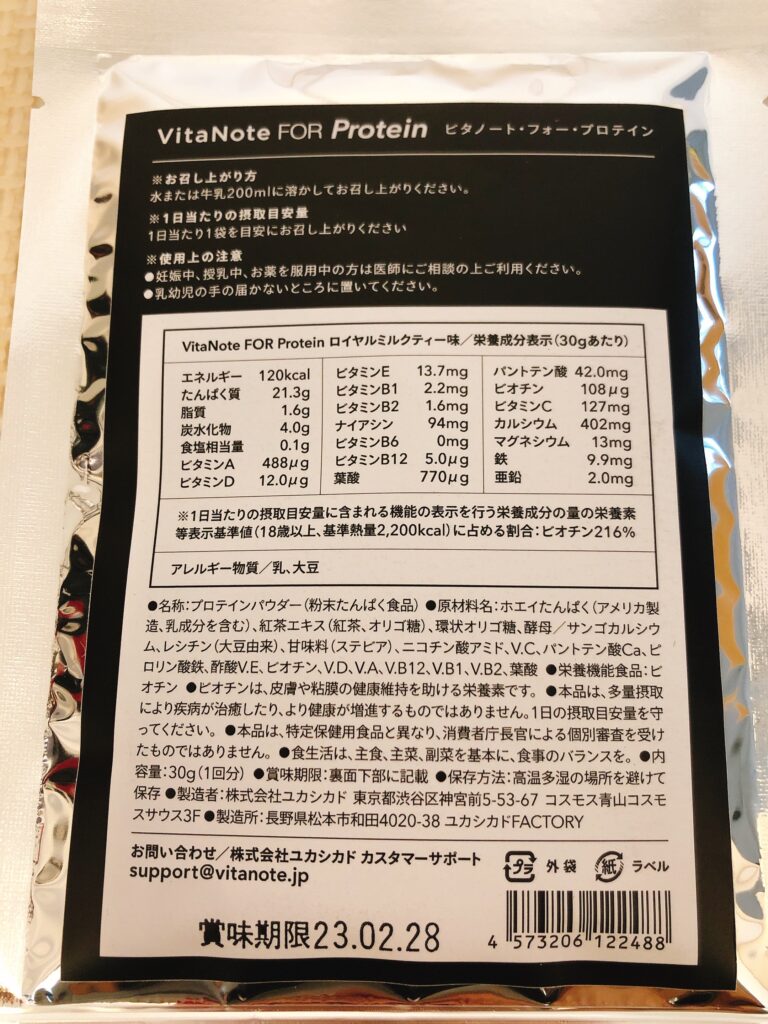 VitaNote FOR Protein ビタノート・フォー・プロテイン
※お召し上がり方
水または牛乳200mlに溶かしてお召し上がりください。
※1日当たりの摂取目安量
1日当たり1袋を目安にお召し上がりください
※使用上の注意
●妊娠中、授乳中、お薬を服用中の方は医師にご相談の上ご利用ください。
●乳幼児の手の届かないところに置いてください。
VitaNote FOR Protein ロイヤルミルクティー味/栄養成分表示(30gあたり)
エネルギー 120kcal
たんぱく質 21.3g
脂質 1.6g
炭水化物 4.0g
食塩相当量 0.1g
ビタミンA 488μg
ビタミンD 12.0μg
ビタミンE 13.7mg
ビタミンB1 2.2mg
ビタミンB2 1.6mg
ナイアシン 94mg
ビタミンB6 0mg
ビタミンB12 5.0μg
葉酸 770μg
パントテン酸 42.0mg
ビオチン 108μg
ビタミンC 127mg
カルシウム 402mg
マグネシウム 13mg
鉄 9.9mg
亜鉛 2.0mg
※1日当たりの摂取目安量に含まれる機能の表示を行う栄養成分の量の栄養素
等表示基準値(18歳以上、基準熱量2,200kcal)に占める割合:ビオチン216%
アレルギー物質/乳、大豆
●名称:プロテインパウダー(粉末たんぱく食品) ●原材料名:ホエイたんぱく(アメリカ製
造、乳成分を含む)、紅茶エキス(紅茶、オリゴ糖)、環状オリゴ糖、酵母/サンゴカルシウ
ム、レシチン(大豆由来)、甘味料(ステビア)、ニコチン酸アミド、V.C、パントテン酸Ca、ピ
ロリン酸鉄、酢酸V.E、ビオチン、V.D、V.A、V.B12、V.B1、V.B2、葉酸 ●栄養機能食品:ビ
オチン ●ビオチンは、皮膚や粘膜の健康維持を助ける栄養素です。 ●本品は、多量摂取
により疾病が治癒したり、より健康が増進するものではありません。1日の摂取目安量を守
ってください。 ●本品は、特定保健用食品と異なり、消費者庁長官による個別審査を受け
たものではありません。 ●食生活は、主食、主菜、副菜を基本に、食事のバランスを。 ●内
容量:30g(1回分) ●賞味期限:裏面下部に記載 ●保存方法:高温多湿の場所を避けて
保存 ●製造者:株式会社ユカシカド 東京都渋谷区神宮前5-53-67 コスモス青山コスモ
スサウス3F ●製造所:長野県松本市和田4020-38 ユカシカドFACTORY
お問い合わせ/株式会社ユカシカド カスタマーサポート
support@vitanote.jp
プラ 外袋 紙 ラベル
賞味期限23.02.28
4 573206 122488